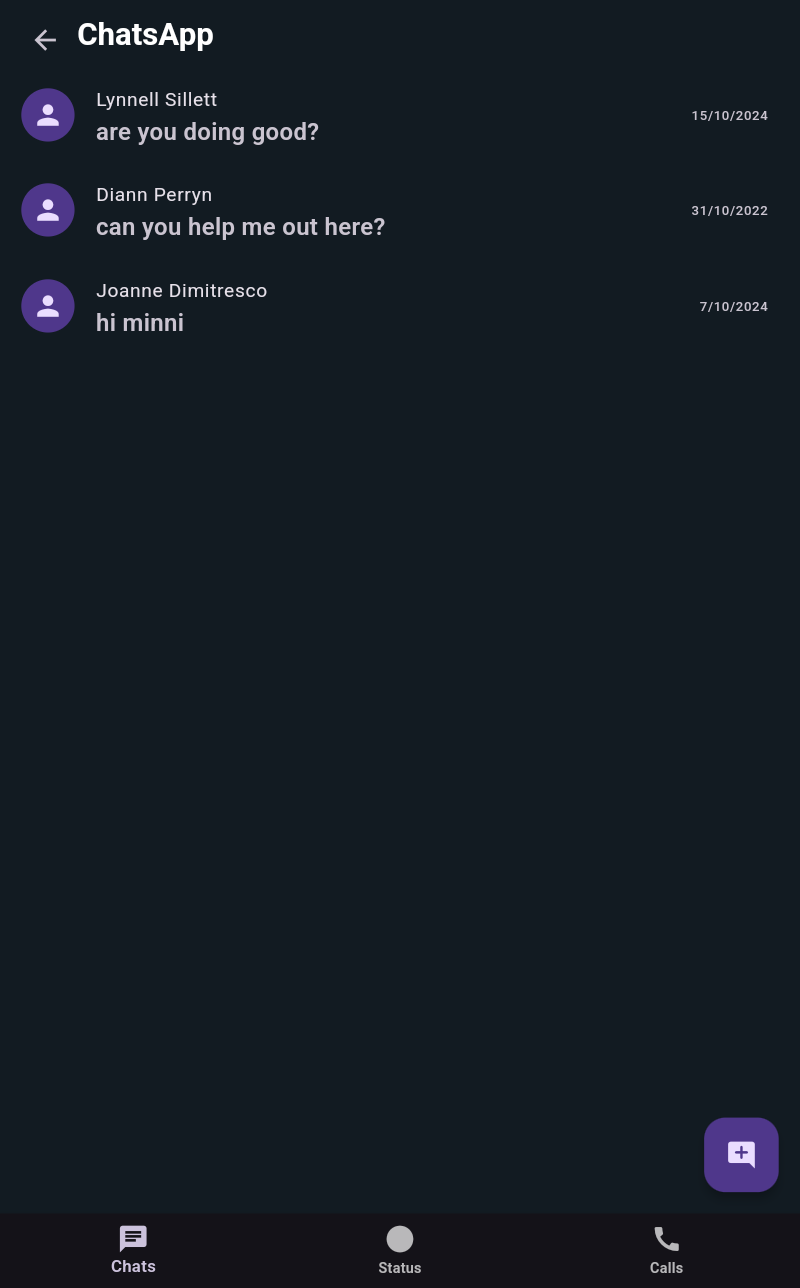 ChatsApp
Lynnell Sillett
are you doing good?
15/10/2024
Diann Perryn
can you help me out here?
31/10/2022
Joanne Dimitresco
hi minni
7/10/2024
Chats
Status
Calls